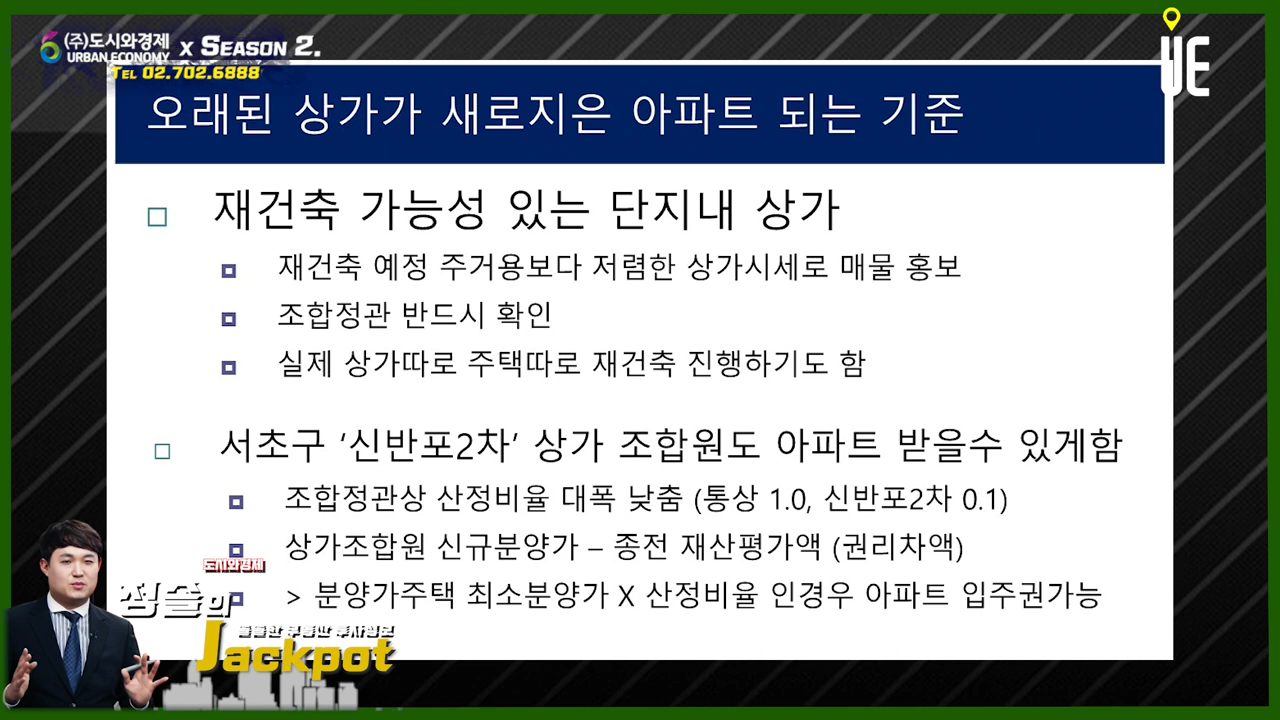 (주)도시와경제
URBAN ECONOMY X SEASON 2.
TEL 02.702.6888
UE
오래된 상가가 새로지은 아파트 되는 기준
재건축 가능성 있는 단지내 상가
재건축 예정 주거용보다 저렴한 상가시세로 매물 홍보
조합정관 반드시 확인
실제 상가따로 주택따로 재건축 진행하기도 함
서초구 ‘신반포2차’ 상가 조합원도 아파트 받을수 있게함
조합정관상 산정비율 대폭 낮춤 (통상 1.0, 신반포2차 0.1)
상가조합원 신규분양가 – 종전 재산평가액 (권리차액)
> 분양가주택 최소분양가 X 산정비율 인경우 아파트 입주권가능
도시와경제
Jackpot